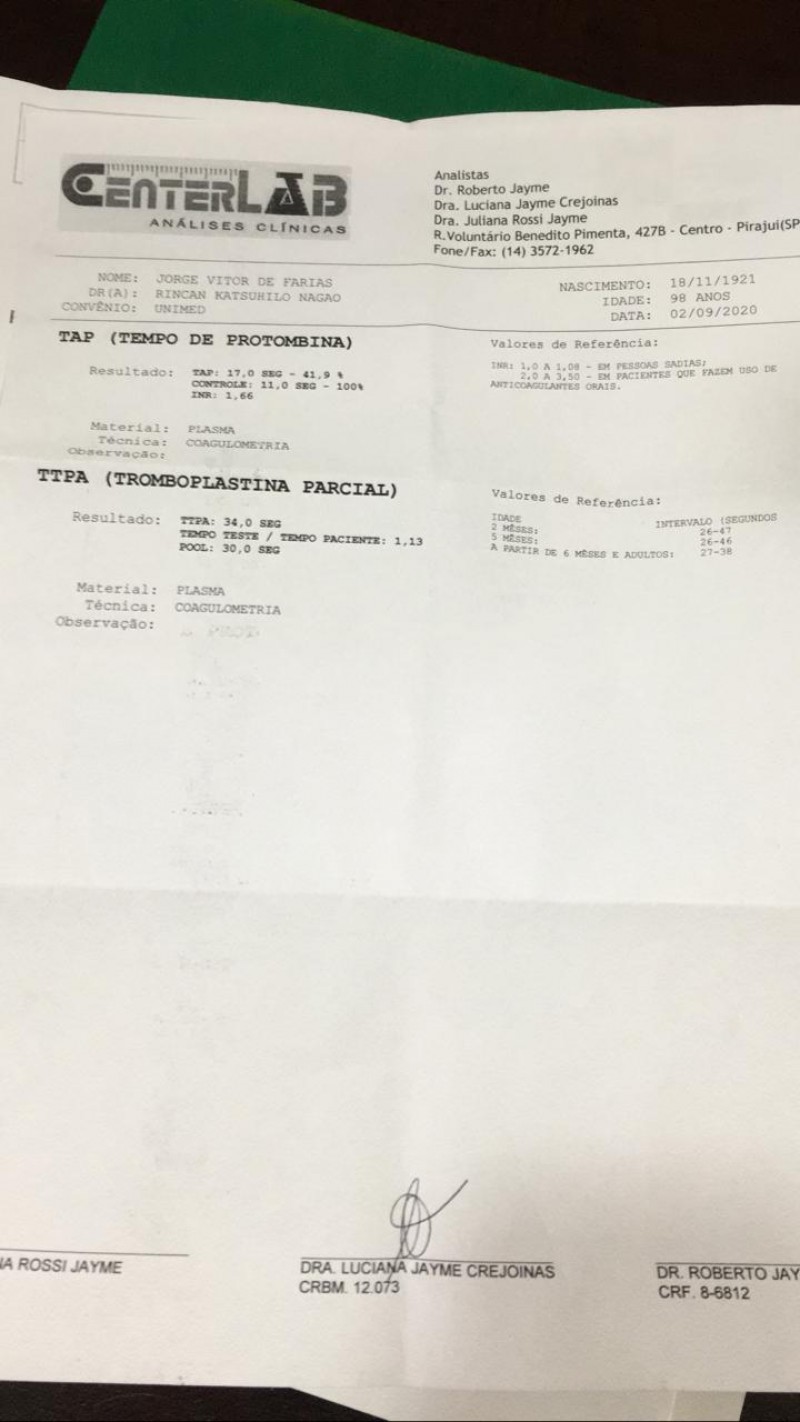 CENTERLAB
ANÁLISES CLÍNICAS
Analistas
Dr. Roberto Jayme
Dra. Luciana Jayme Crejoinas
Dra. Juliana Rossi Jayme
R.Voluntário Benedito Pimenta, 427B - Centro - Pirajuí(SP
Fone/Fax: (14) 3572-1962
NOME: JORGE VITOR DE FARIAS
DR(A): RINCAN KATSUHILO NAGAO
CONVÊNIO: UNIMED
NASCIMENTO: 18/11/1921
IDADE: 98 ANOS
DATA: 02/09/2020
TAP (TEMPO DE PROTOMBINA)
Resultado: TAP: 17,0 SEG - 41,9 %
CONTROLE: 11,0 SEG - 100%
INR: 1,66
Valores de Referência:
INR: 1,0 A 1,08 - EM PESSOAS SADIAS;
2,0 A 3,50 - EM PACIENTES QUE FAZEM USO DE
ANTICOAGULANTES ORAIS.
Material: PLASMA
Técnica: COAGULOMETRIA
Observação:
TTPA (TROMBOPLASTINA PARCIAL)
Resultado: TTPA: 34,0 SEG
TEMPO TESTE / TEMPO PACIENTE: 1,13
POOL: 30,0 SEG
Valores de Referência:
IDADE INTERVALO (SEGUNDOS
2 MÊSES: 26-47
5 MÊSES: 26-46
A PARTIR DE 6 MÊSES E ADULTOS: 27-38
Material: PLASMA
Técnica: COAGULOMETRIA
Observação:
NA ROSSI JAYME
DRA. LUCIANA JAYME CREJOINAS
CRBM. 12.073
DR. ROBERTO JAY
CRF. 8-6812